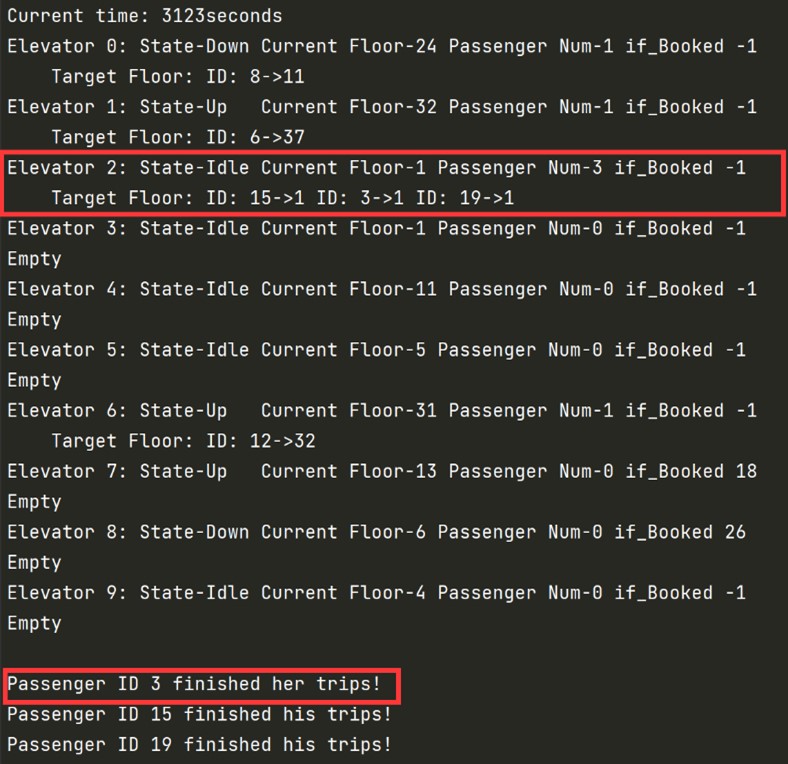 Current time: 3123seconds
Elevator 0: State-Down Current Floor-24 Passenger Num-1 if_Booked -1
Target Floor: ID: 8->11
Elevator 1: State-Up Current Floor-32 Passenger Num-1 if_Booked -1
Target Floor: ID: 6->37
Elevator 2: State-Idle Current Floor-1 Passenger Num-3 if_Booked -1
Target Floor: ID: 15->1 ID: 3->1 ID: 19->1
Elevator 3: State-Idle Current Floor-1 Passenger Num-0 if_Booked -1
Empty
Elevator 4: State-Idle Current Floor-11 Passenger Num-0 if_Booked -1
Empty
Elevator 5: State-Idle Current Floor-5 Passenger Num-0 if_Booked -1
Empty
Elevator 6: State-Up Current Floor-31 Passenger Num-1 if_Booked -1
Target Floor: ID: 12->32
Elevator 7: State-Up Current Floor-13 Passenger Num-0 if_Booked 18
Empty
Elevator 8: State-Down Current Floor-6 Passenger Num-0 if_Booked 26
Empty
Elevator 9: State-Idle Current Floor-4 Passenger Num-0 if_Booked -1
Empty
Passenger ID 3 finished her trips!
Passenger ID 15 finished his trips!
Passenger ID 19 finished his trips!